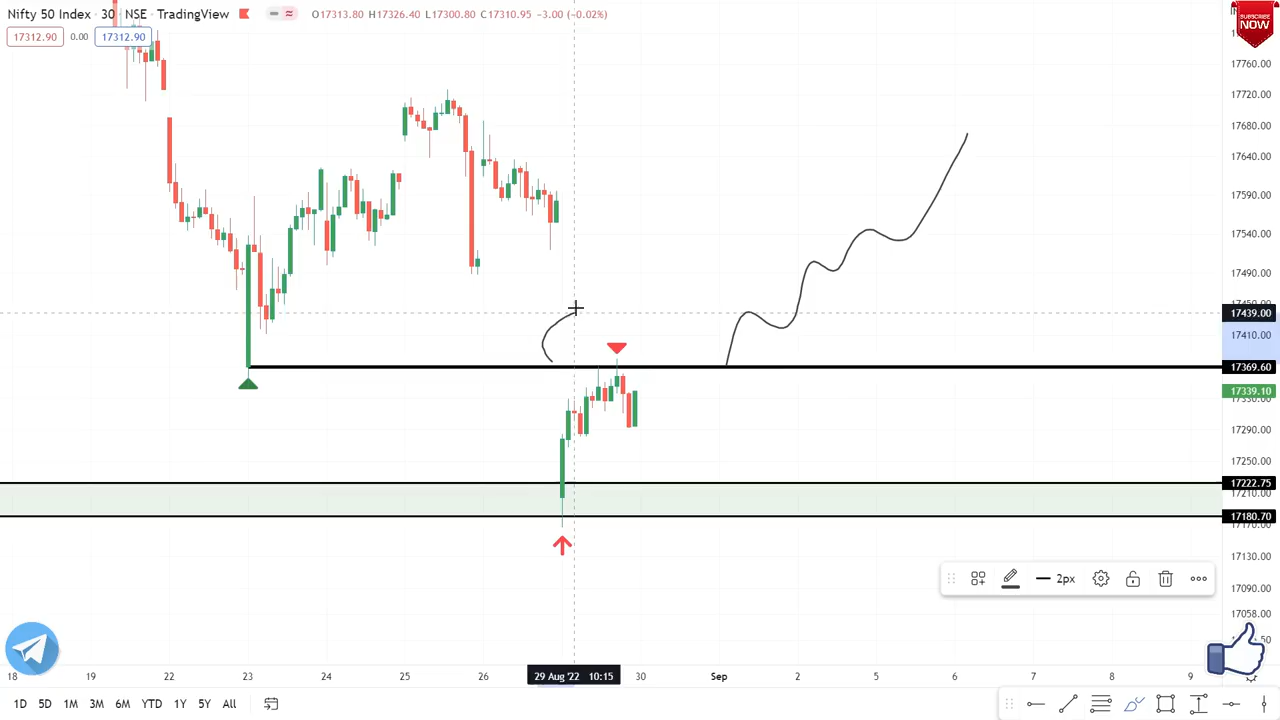 Nifty 50 Index · 30 · NSE · TradingView O17313.80 H17326.40 L17300.80 C17310.95 −3.00 (−0.02%)
SUBSCRIBE
NOW
17312.90 0.00 17312.90
17760.00
17720.00
17680.00
17640.00
17590.00
17540.00
17490.00
17439.00
17410.00
17369.60
17339.10
17290.00
17250.00
17222.75
17210.00
17180.70
17130.00
17090.00
17058.00
2px
18 19 22 23 24 25 26 29 Aug '22 10:15 30 Sep 2 5 6 7 8 9
1D 5D 1M 3M 6M YTD 1Y 5Y All